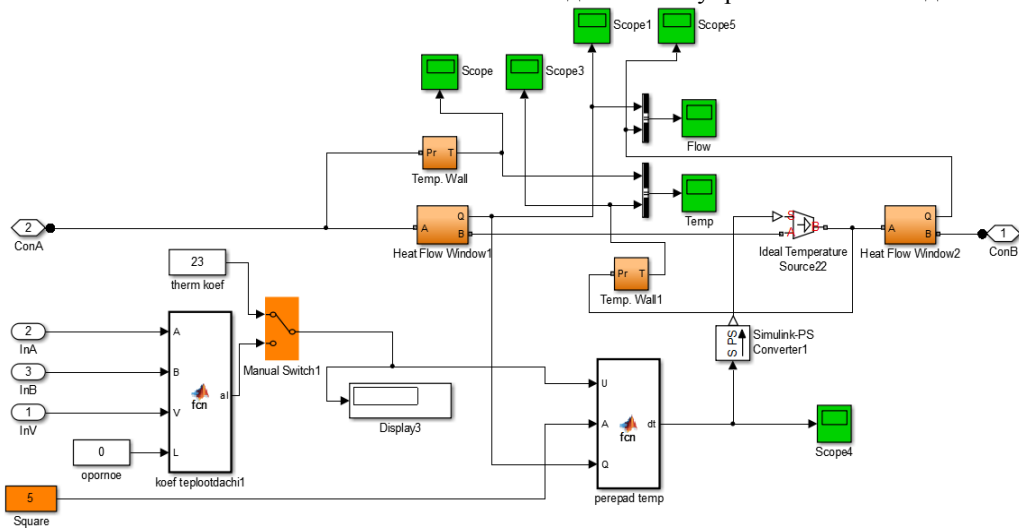 Scope1
Scope5
Scope
Scope3
Flow
Pr T
Temp. Wall
Temp
2
ConA
A Q B
Heat Flow Window1
S A B
Ideal Temperature
Source22
A Q B
Heat Flow Window2
1
ConB
23
therm koef
Pr T
Temp. Wall1
Manual Switch1
S PS
Simulink-PS
Converter1
2
InA
3
InB
1
InV
0
opornoe
A
B
V
L
fcn
al
koef teplootdachi1
Display3
U
A
Q
fcn
dt
perepad temp
Scope4
5
Square